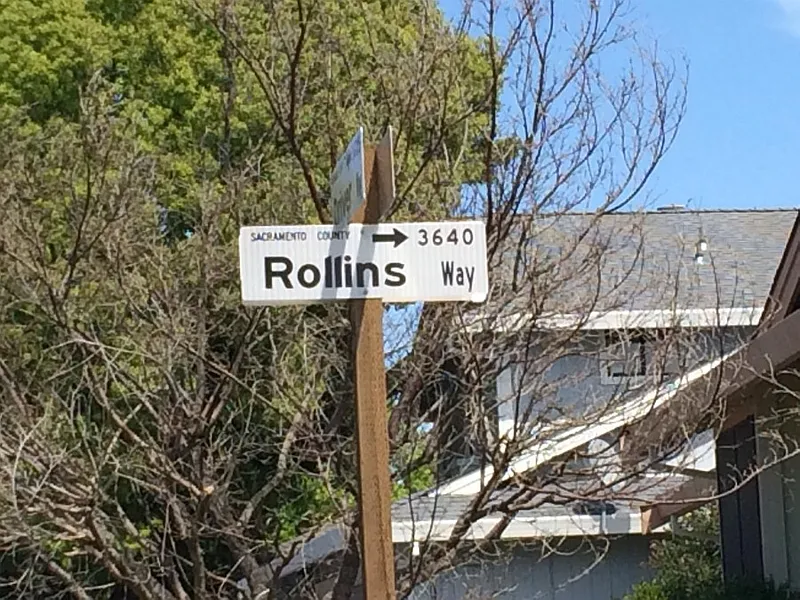 SACRAMENTO COUNTY → 3640
Rollins Way